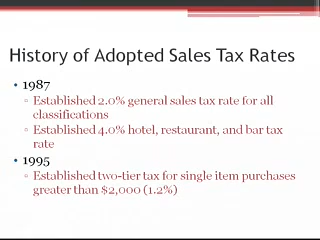 History of Adopted Sales Tax Rates
• 1987
▫ Established 2.0% general sales tax rate for all
classifications
▫ Established 4.0% hotel, restaurant, and bar tax
rate
• 1995
▫ Established two-tier tax for single item purchases
greater than $2,000 (1.2%)